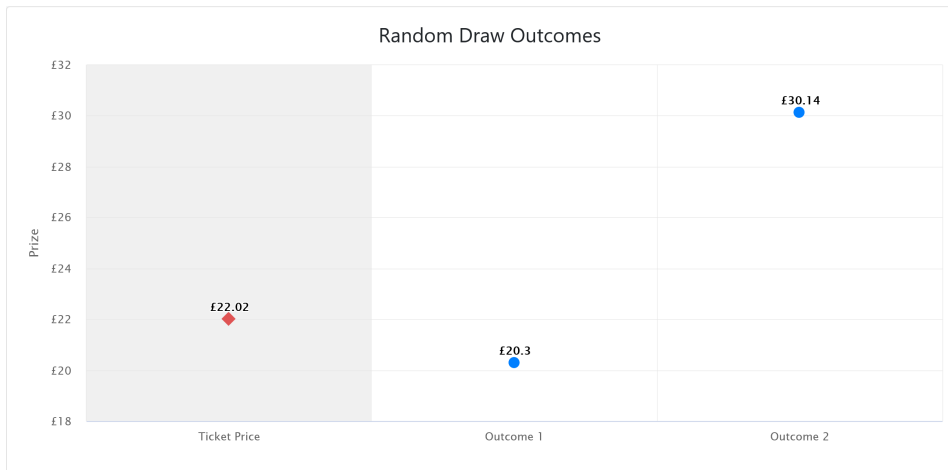 Random Draw Outcomes
£32
£30
£28
£26
£24
£22
£20
£18
Prize
£22.02
£20.3
£30.14
Ticket Price
Outcome 1
Outcome 2